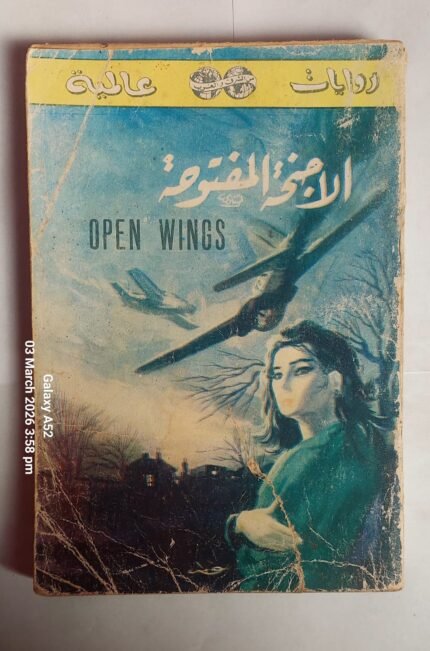 روايات عالمية
الأجنحة المفتوحة
OPEN WINGS
Galaxy A52
03 March 2026 3:58 pm